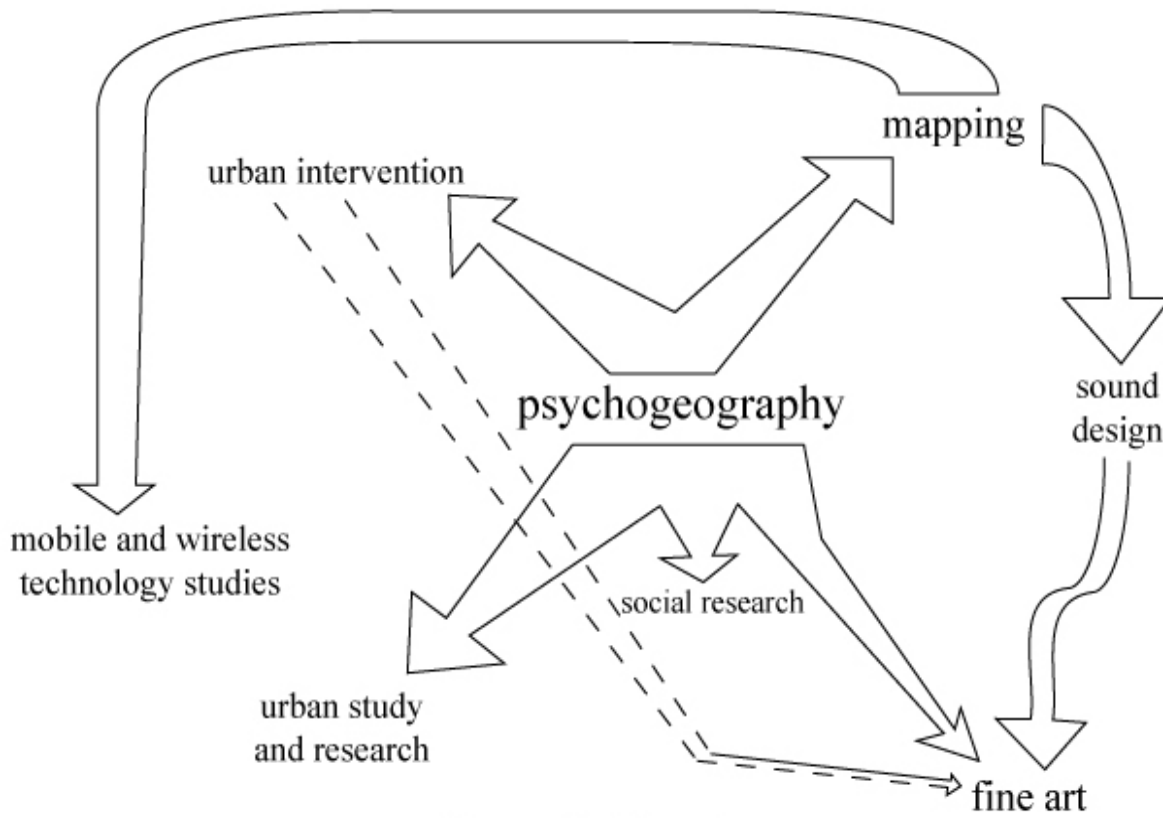 mapping
urban intervention
psychogeography
sound
design
mobile and wireless
technology studies
social research
urban study
and research
fine art